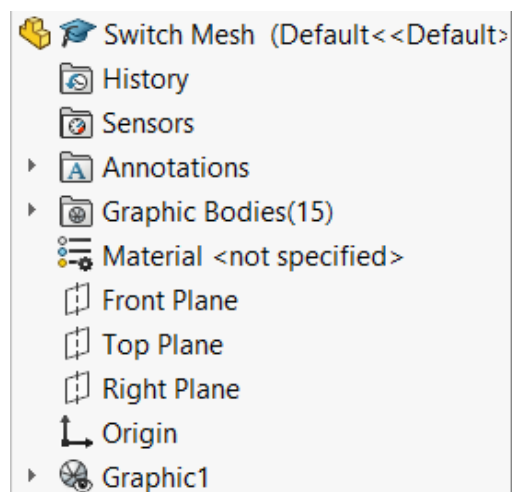 Switch Mesh (Default<<Default>
History
Sensors
Annotations
Graphic Bodies(15)
Material <not specified>
Front Plane
Top Plane
Right Plane
Origin
Graphic1